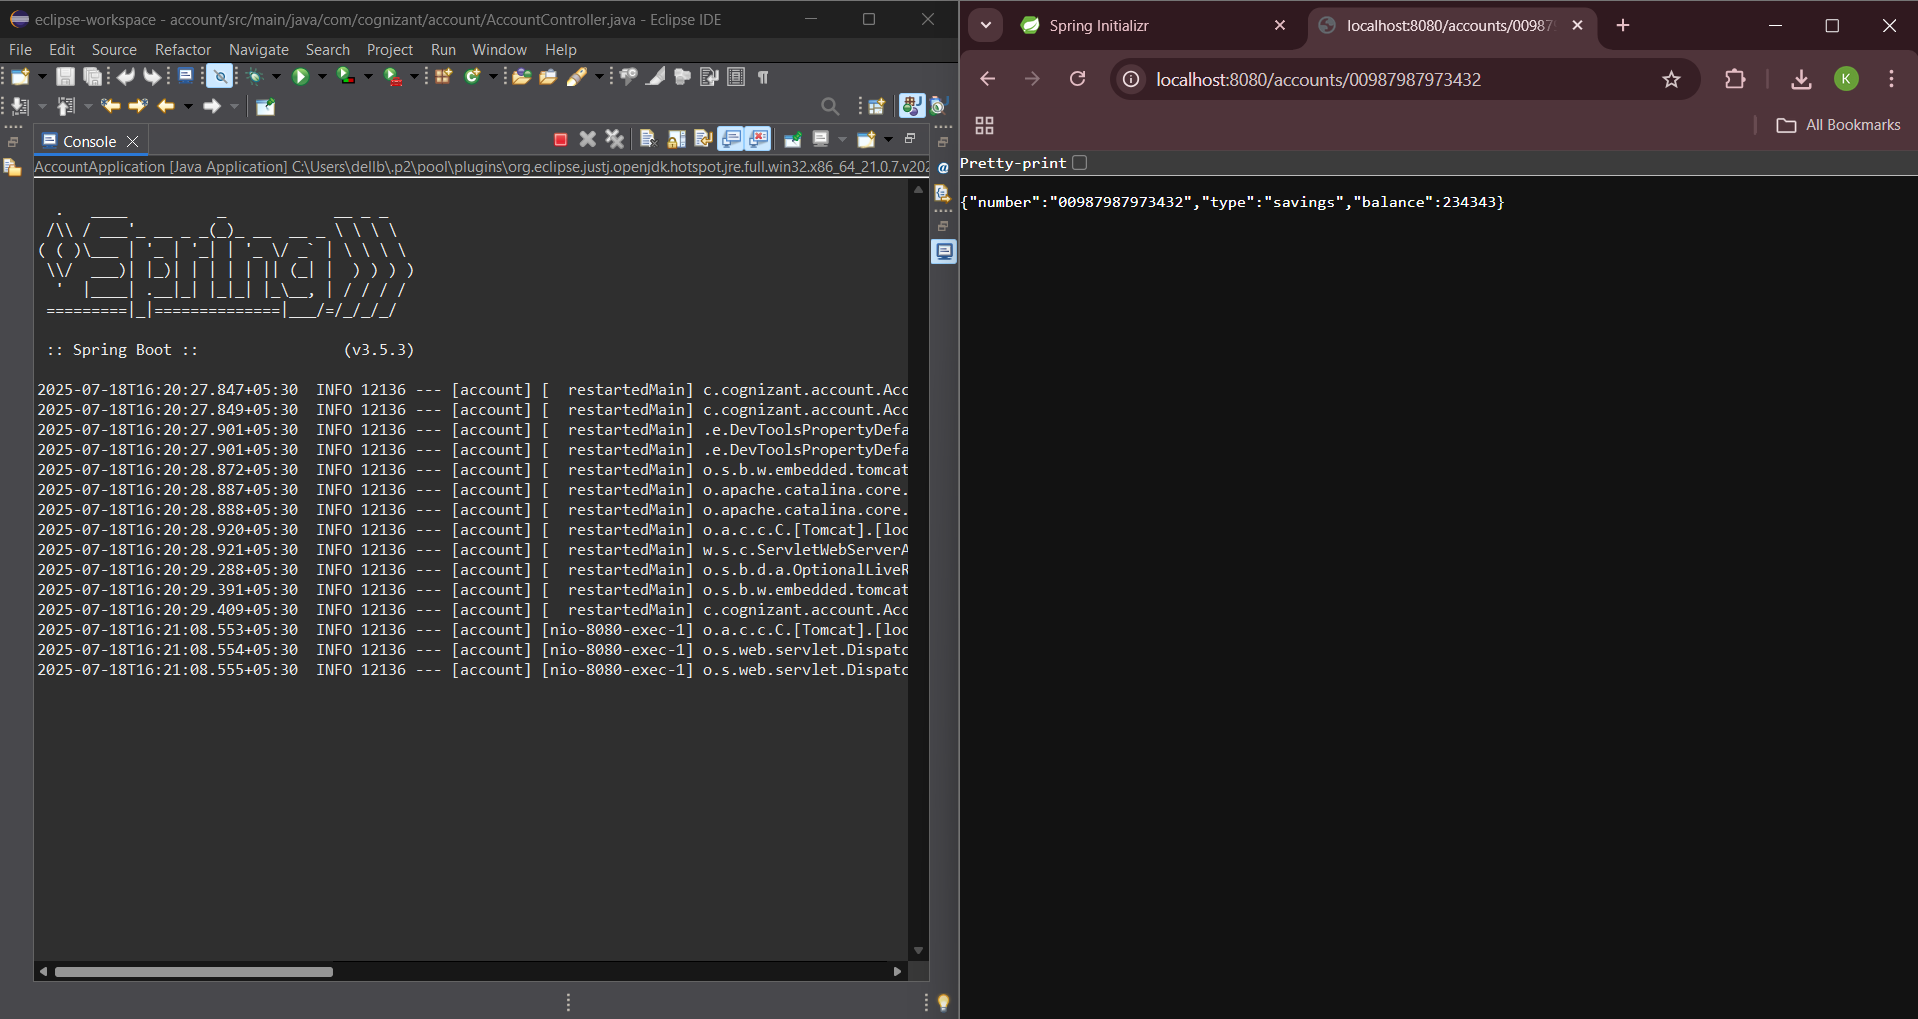 eclipse-workspace - account/src/main/java/com/cognizant/account/AccountController.java - Eclipse IDE
File Edit Source Refactor Navigate Search Project Run Window Help
Console
AccountApplication [Java Application] C:\Users\dellb\.p2\pool\plugins\org.eclipse.justj.openjdk.hotspot.jre.full.win32.x86_64_21.0.7.v202
  .   ____          _            __ _ _
 /\\ / ___'_ __ _ _(_)_ __  __ _ \ \ \ \
( ( )\___ | '_ | '_| | '_ \/ _` | \ \ \ \
 \\/  ___)| |_)| | | | | || (_| |  ) ) ) )
  '  |____| .__|_| |_|_| |_\__, | / / / /
 =========|_|==============|___/=/_/_/_/
 :: Spring Boot ::                (v3.5.3)
2025-07-18T16:20:27.847+05:30  INFO 12136 --- [account] [  restartedMain] c.cognizant.account.Acc
2025-07-18T16:20:27.849+05:30  INFO 12136 --- [account] [  restartedMain] c.cognizant.account.Acc
2025-07-18T16:20:27.901+05:30  INFO 12136 --- [account] [  restartedMain] .e.DevToolsPropertyDefa
2025-07-18T16:20:27.901+05:30  INFO 12136 --- [account] [  restartedMain] .e.DevToolsPropertyDefa
2025-07-18T16:20:28.872+05:30  INFO 12136 --- [account] [  restartedMain] o.s.b.w.embedded.tomcat
2025-07-18T16:20:28.887+05:30  INFO 12136 --- [account] [  restartedMain] o.apache.catalina.core.
2025-07-18T16:20:28.888+05:30  INFO 12136 --- [account] [  restartedMain] o.apache.catalina.core.
2025-07-18T16:20:28.920+05:30  INFO 12136 --- [account] [  restartedMain] o.a.c.c.C.[Tomcat].[loc
2025-07-18T16:20:28.921+05:30  INFO 12136 --- [account] [  restartedMain] w.s.c.ServletWebServerA
2025-07-18T16:20:29.288+05:30  INFO 12136 --- [account] [  restartedMain] o.s.b.d.a.OptionalLiveR
2025-07-18T16:20:29.391+05:30  INFO 12136 --- [account] [  restartedMain] o.s.b.w.embedded.tomcat
2025-07-18T16:20:29.409+05:30  INFO 12136 --- [account] [  restartedMain] c.cognizant.account.Acc
2025-07-18T16:21:08.553+05:30  INFO 12136 --- [account] [nio-8080-exec-1] o.a.c.c.C.[Tomcat].[loc
2025-07-18T16:21:08.554+05:30  INFO 12136 --- [account] [nio-8080-exec-1] o.s.web.servlet.Dispatc
2025-07-18T16:21:08.555+05:30  INFO 12136 --- [account] [nio-8080-exec-1] o.s.web.servlet.Dispatc
Spring Initializr
localhost:8080/accounts/00987
localhost:8080/accounts/00987987973432
K
All Bookmarks
Pretty-print
{"number":"00987987973432","type":"savings","balance":234343}